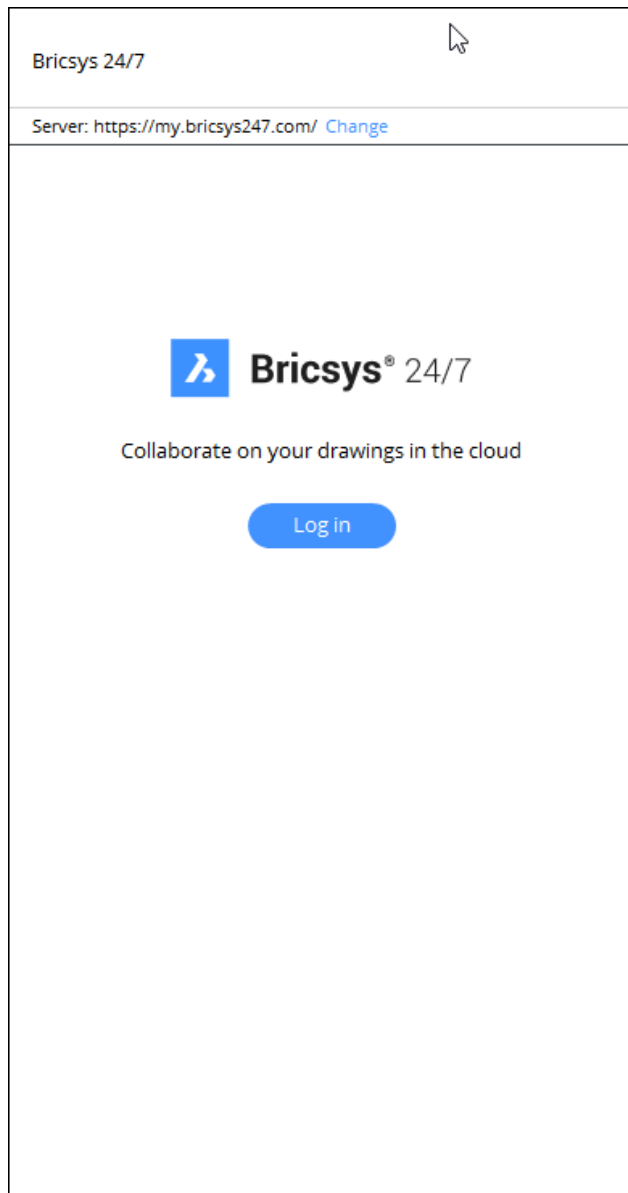 Bricsys 24/7
Server: https://my.bricsys247.com/ Change
Bricsys® 24/7
Collaborate on your drawings in the cloud
Log in